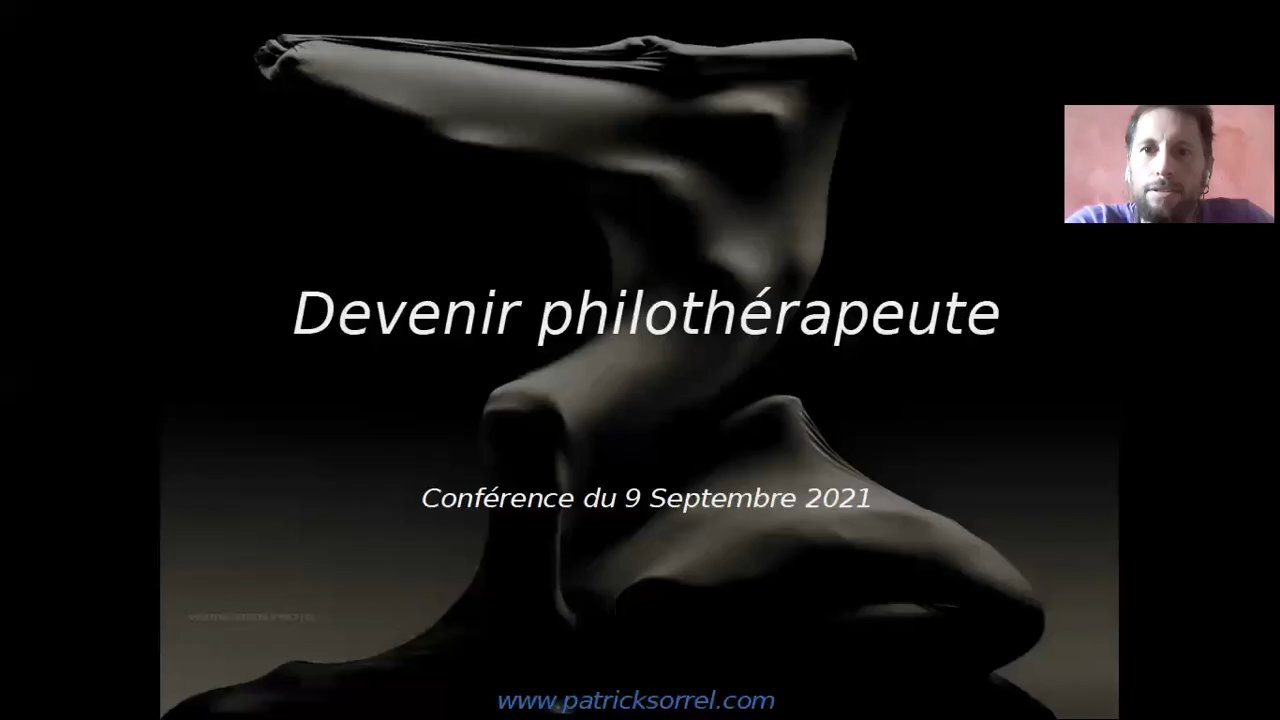 Devenir philothérapeute
Conférence du 9 Septembre 2021
www.patricksorrel.com